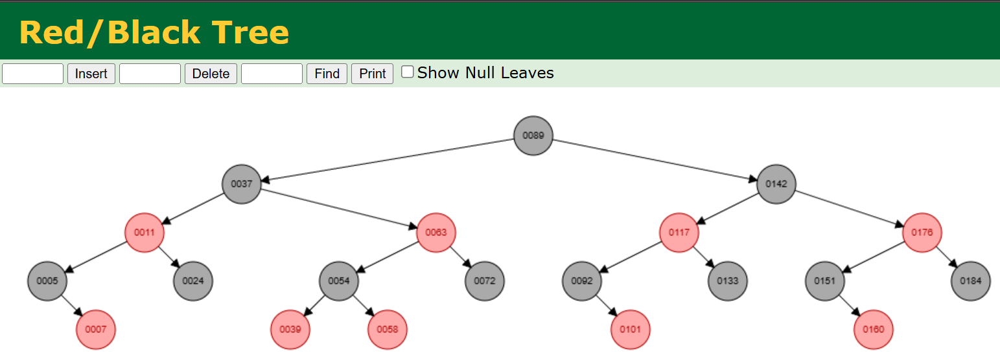 Red/Black Tree
Insert Delete Find Print Show Null Leaves
0089
0037 0142
0011 0063 0117 0176
0005 0024 0054 0072 0092 0133 0151 0184
0007 0039 0058 0101 0160